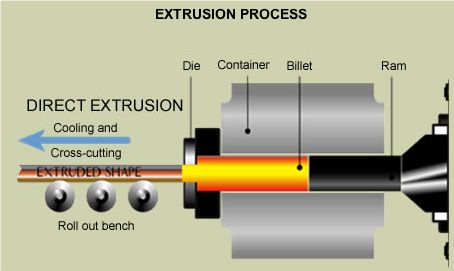 EXTRUSION PROCESS
Die
Container
Billet
Ram
DIRECT EXTRUSION
Cooling and
Cross-cutting
EXTRUDED SHAPE
Roll out bench